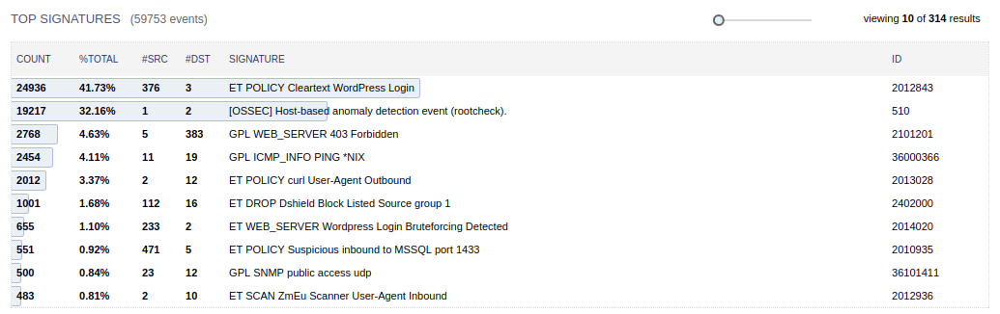 TOP SIGNATURES (59753 events) viewing 10 of 314 results
COUNT %TOTAL #SRC #DST SIGNATURE ID
24936 41.73% 376 3 ET POLICY Cleartext WordPress Login 2012843
19217 32.16% 1 2 [OSSEC] Host-based anomaly detection event (rootcheck). 510
2768 4.63% 5 383 GPL WEB_SERVER 403 Forbidden 2101201
2454 4.11% 11 19 GPL ICMP_INFO PING *NIX 36000366
2012 3.37% 2 12 ET POLICY curl User-Agent Outbound 2013028
1001 1.68% 112 16 ET DROP Dshield Block Listed Source group 1 2402000
655 1.10% 233 2 ET WEB_SERVER Wordpress Login Bruteforcing Detected 2014020
551 0.92% 471 5 ET POLICY Suspicious inbound to MSSQL port 1433 2010935
500 0.84% 23 12 GPL SNMP public access udp 36101411
483 0.81% 2 10 ET SCAN ZmEu Scanner User-Agent Inbound 2012936